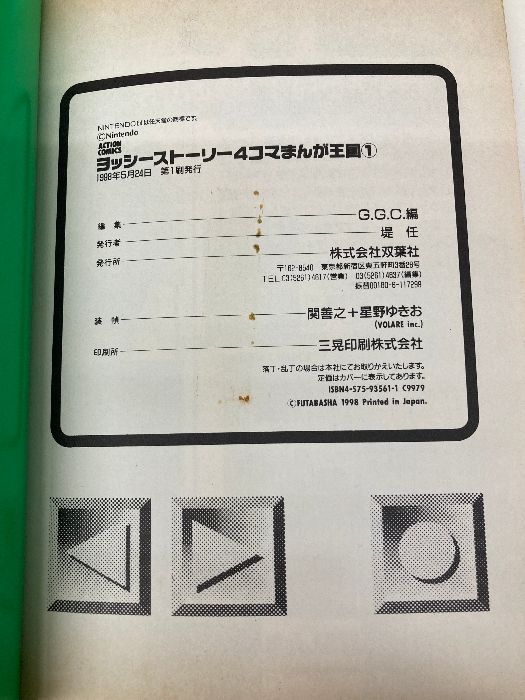 NINTENDO64は任天堂の商標です。
©Nintendo
ACTION
COMICS
ヨッシーストーリー4コマまんが王国①
1998年5月24日 第1刷発行
編集 G.G.C.編
発行者 堤 任
発行所 株式会社双葉社
〒162-8540 東京都新宿区東五軒町3番28号
TEL 03(5261)4817(営業) 03(5261)4837(編集)
振替00180-6-117299
装幀 関善之+星野ゆきお
(VOLARE inc.)
印刷所 三晃印刷株式会社
落丁・乱丁の場合は本社にてお取りかえいたします。
定価はカバーに表示してあります。
ISBN4-575-93561-1 C9979
©FUTABASHA 1998 Printed in Japan.